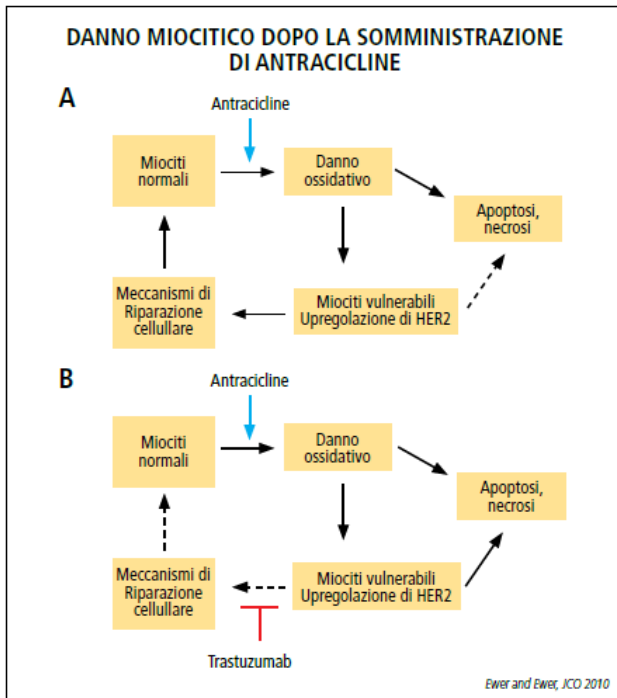 DANNO MIOCITICO DOPO LA SOMMINISTRAZIONE
DI ANTRACICLINE
A
Antracicline
Miociti
normali
Danno
ossidativo
Apoptosi,
necrosi
Meccanismi di
Riparazione
cellullare
Miociti vulnerabili
Upregolazione di HER2
B
Antracicline
Miociti
normali
Danno
ossidativo
Apoptosi,
necrosi
Meccanismi di
Riparazione
cellullare
Miociti vulnerabili
Upregolazione di HER2
Trastuzumab
Ewer and Ewer, JCO 2010